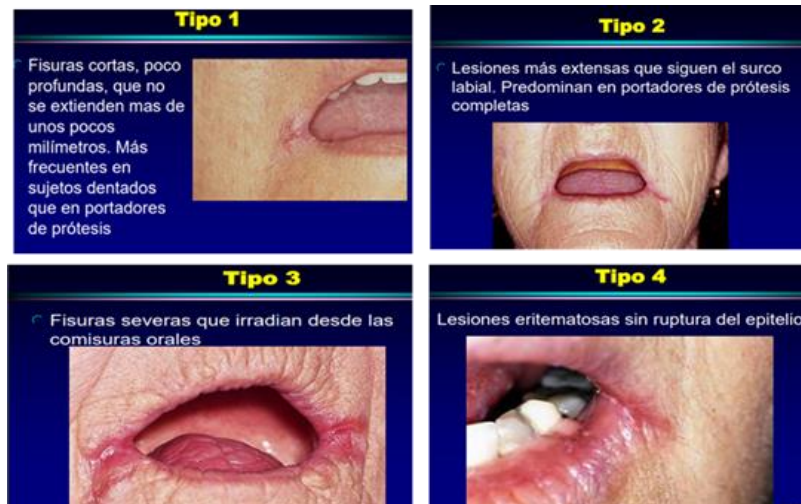 Tipo 1
Fisuras cortas, poco
profundas, que no
se extienden mas de
unos pocos
milímetros. Más
frecuentes en
sujetos dentados
que en portadores
de prótesis
Tipo 2
Lesiones más extensas que siguen el surco
labial. Predominan en portadores de prótesis
completas
Tipo 3
Fisuras severas que irradian desde las
comisuras orales
Tipo 4
Lesiones eritematosas sin ruptura del epitelio